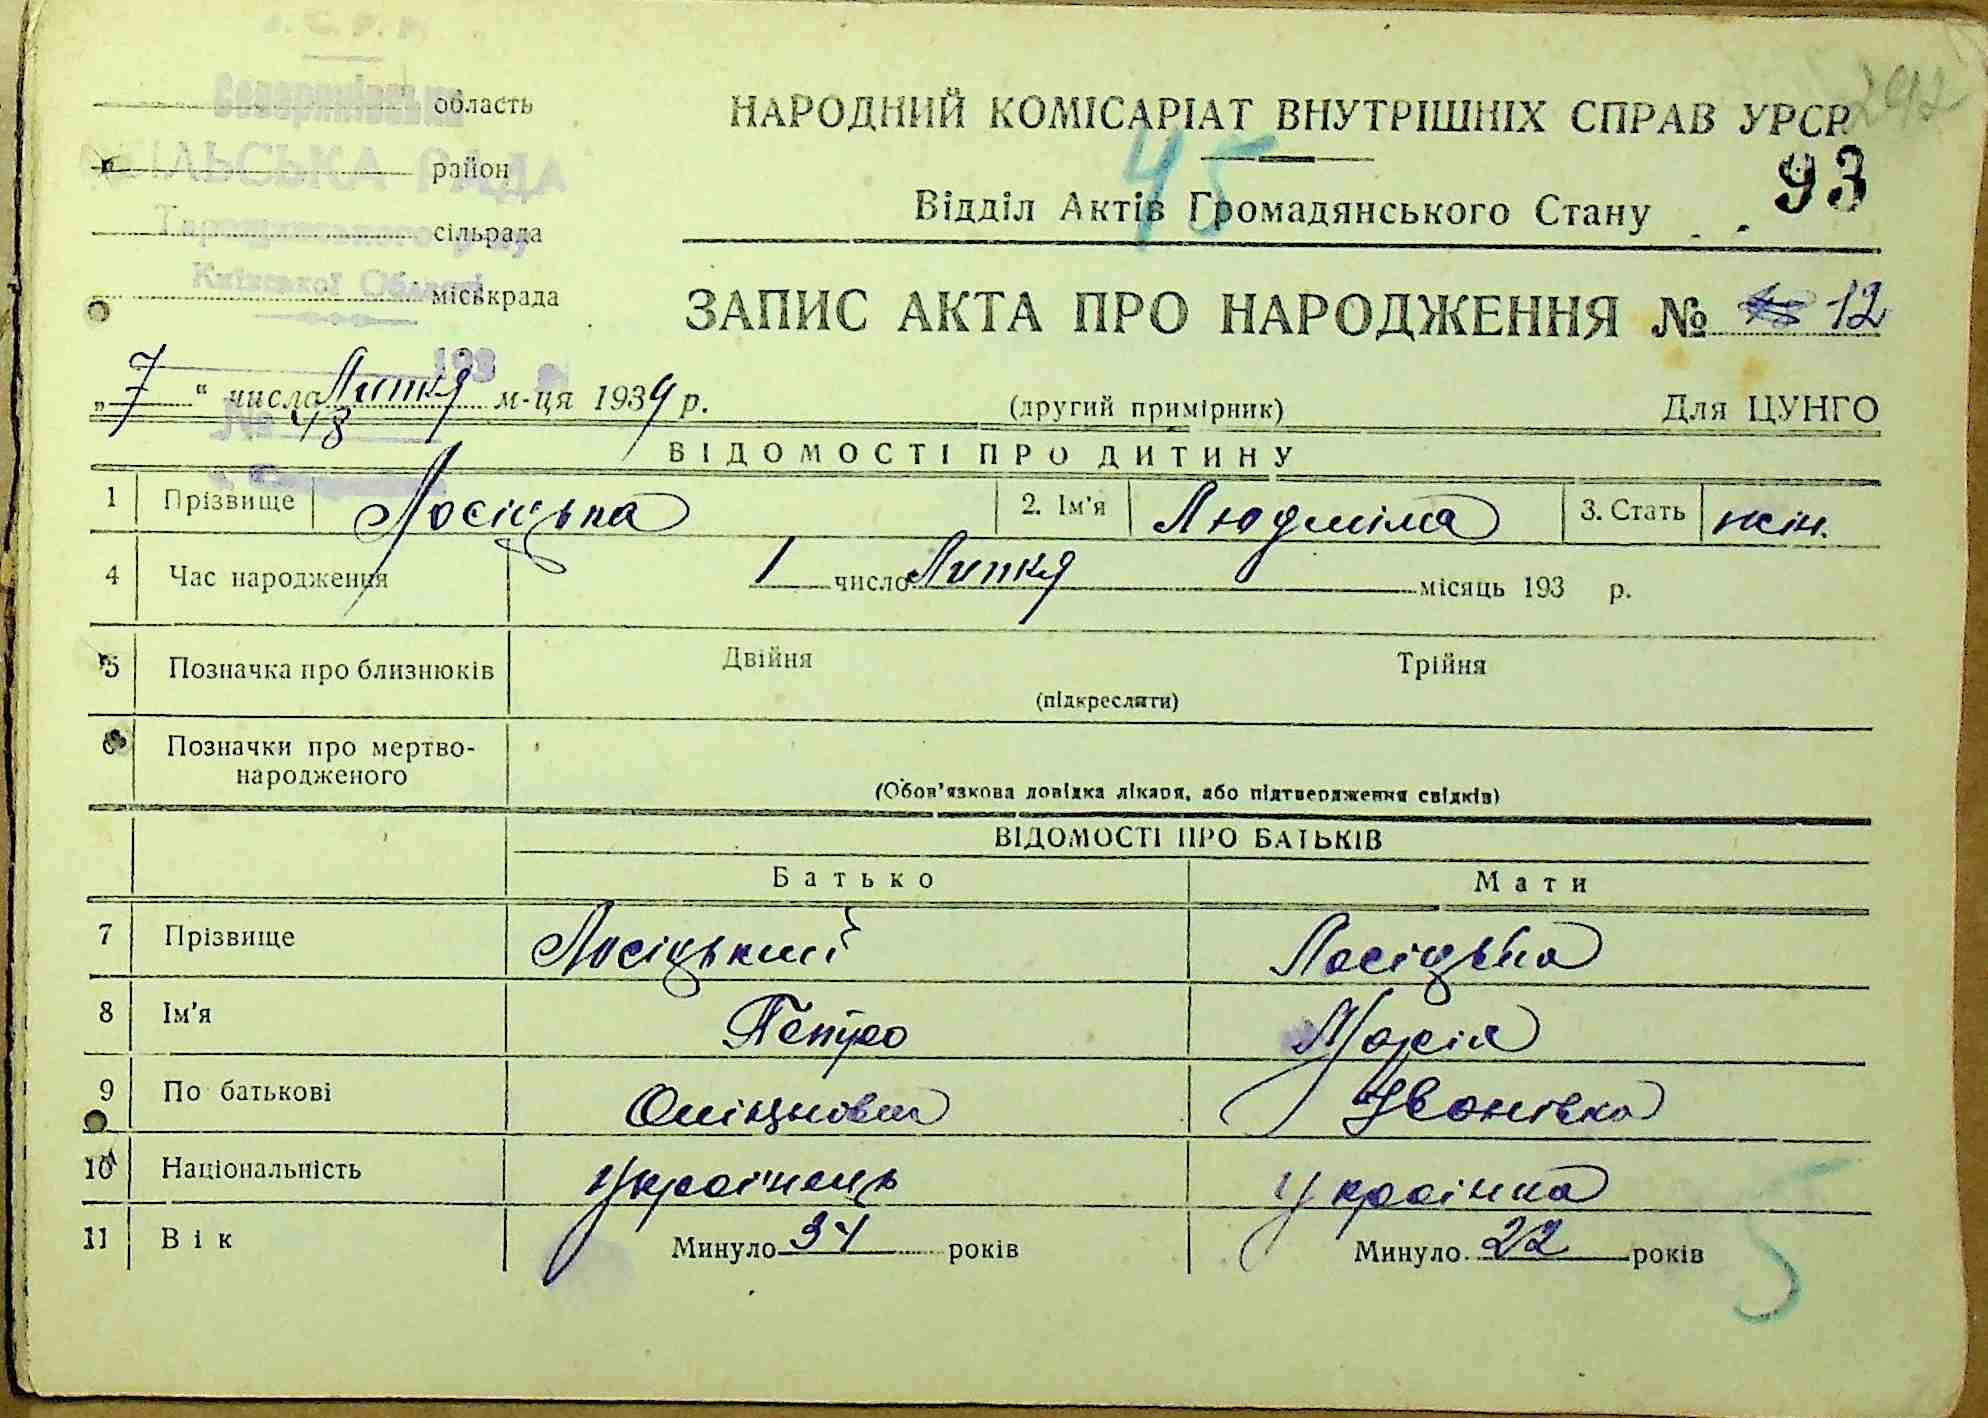 У.С.Р.Р.
область
СІЛЬСЬКА РАДА
район
сільрада
Київської Області
міськрада
193
№ 48
НАРОДНИЙ КОМІСАРІАТ ВНУТРІШНІХ СПРАВ УРСР
292
45
93
Відділ Актів Громадянського Стану
ЗАПИС АКТА ПРО НАРОДЖЕННЯ № 12
„7“ числа Липня м-ця 1939 р.
(другий примірник)
Для ЦУНГО
ВІДОМОСТІ ПРО ДИТИНУ
1 Прізвище Лосіцька 2. Ім'я Людміла 3. Стать жін.
4 Час народження 1 число Липня місяць 193 р.
5 Позначка про близнюків Двійня Трійня
(підкреслити)
6 Позначки про мертво-
народженого
(Обов'язкова довідка лікаря, або підтвердження свідків)
ВІДОМОСТІ ПРО БАТЬКІВ
Батько Мати
7 Прізвище Лосіцький Лосіцька
8 Ім'я Петро Марія
9 По батькові
10 Національність Українець Українка
11 Вік Минуло 34 років Минуло 22 років
5